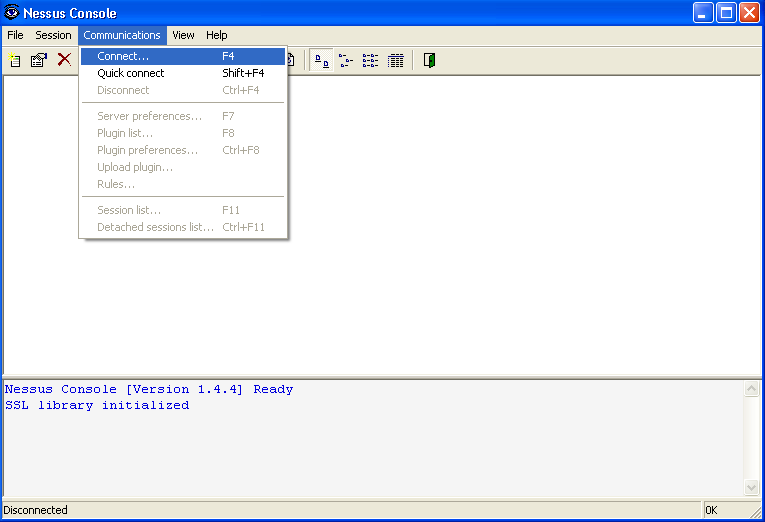 Nessus Console
File Session Communications View Help
Connect... F4
Quick connect Shift+F4
Disconnect Ctrl+F4
Server preferences... F7
Plugin list... F8
Plugin preferences... Ctrl+F8
Upload plugin...
Rules...
Session list... F11
Detached sessions list... Ctrl+F11
Nessus Console [Version 1.4.4] Ready
SSL library initialized
Disconnected OK